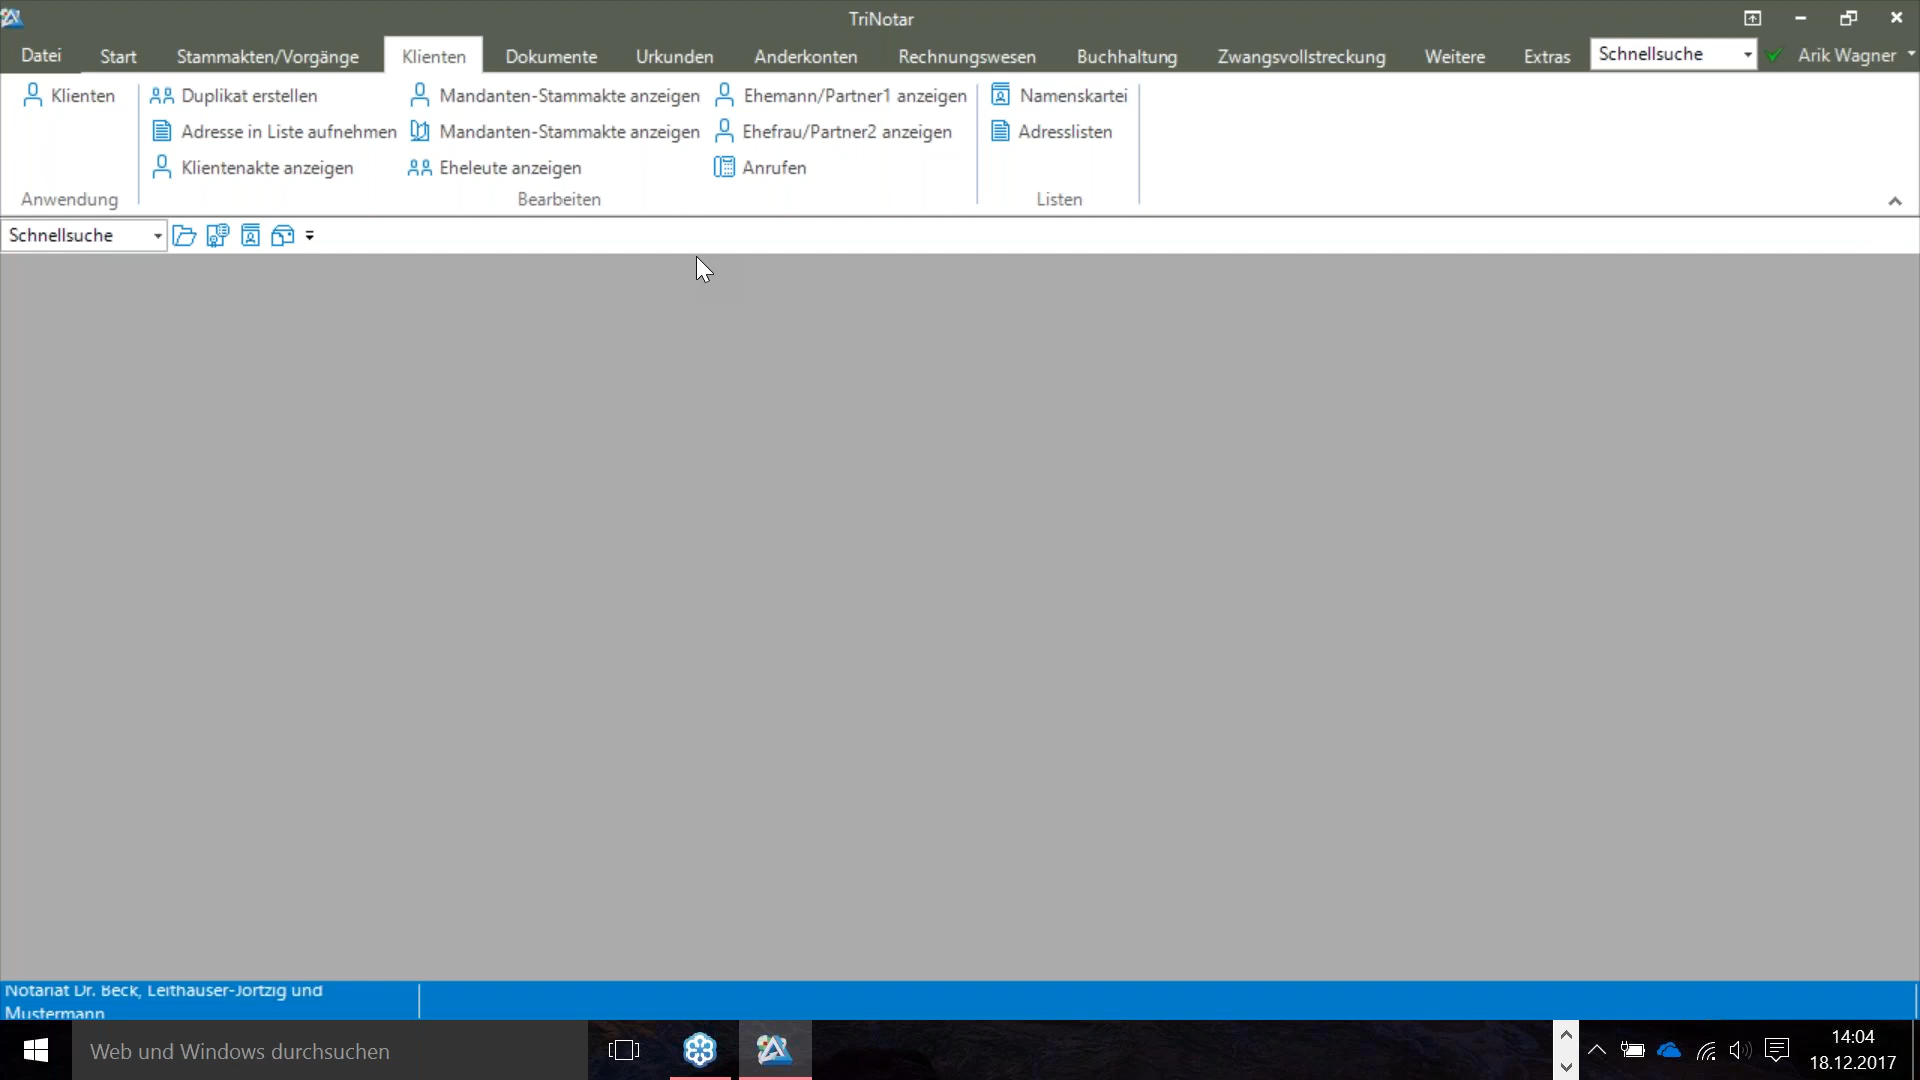 TriNotar
Datei Start Stammakten/Vorgänge Klienten Dokumente Urkunden Anderkonten Rechnungswesen Buchhaltung Zwangsvollstreckung Weitere Extras Schnellsuche Arik Wagner
Klienten Duplikat erstellen Mandanten-Stammakte anzeigen Ehemann/Partner1 anzeigen Namenskartei
Adresse in Liste aufnehmen Mandanten-Stammakte anzeigen Ehefrau/Partner2 anzeigen Adresslisten
Klientenakte anzeigen Eheleute anzeigen Anrufen
Anwendung Bearbeiten Listen
Schnellsuche
Notariat Dr. Beck, Leithäuser-Jortzig und
Mustermann
Web und Windows durchsuchen
14:04
18.12.2017